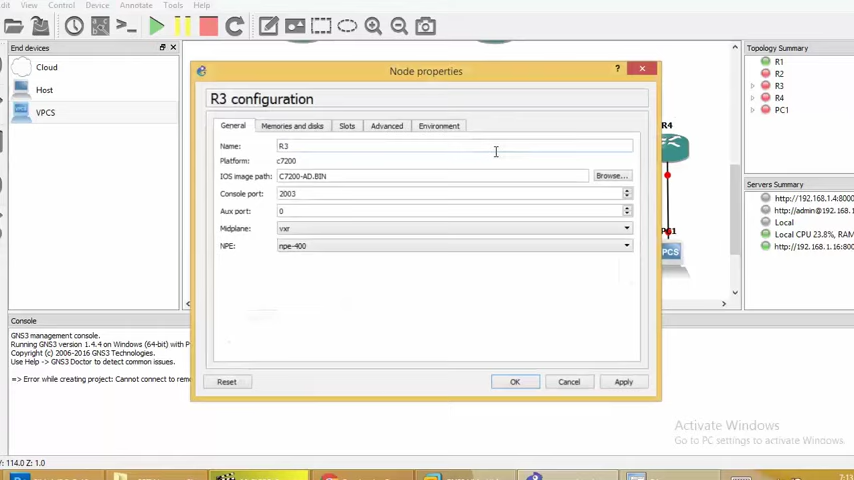 dit View Control Device Annotate Tools Help
End devices
Cloud
Host
VPCS
Topology Summary
R1
R2
R3
R4
PC1
R4
Node properties
?
R3 configuration
General Memories and disks Slots Advanced Environment
Name: R3
Platform: c7200
IOS image path: C7200-AD.BIN Browse...
Console port: 2003
Aux port: 0
Midplane: vxr
NPE: npe-400
Reset OK Cancel Apply
Servers Summary
http://192.168.1.4:8000
http://admin@192.168.1
Local
Local CPU 23.8%, RAM
http://192.168.1.16:800
Console
GNS3 management console.
Running GNS3 version 1.4.4 on Windows (64-bit) with P
Copyright (c) 2006-2016 GNS3 Technologies.
Use Help -> GNS3 Doctor to detect common issues.
=> Error while creating project: Cannot connect to rem
Activate Windows
Go to PC settings to activate Windows.
Y: 114.0 Z: 1.0